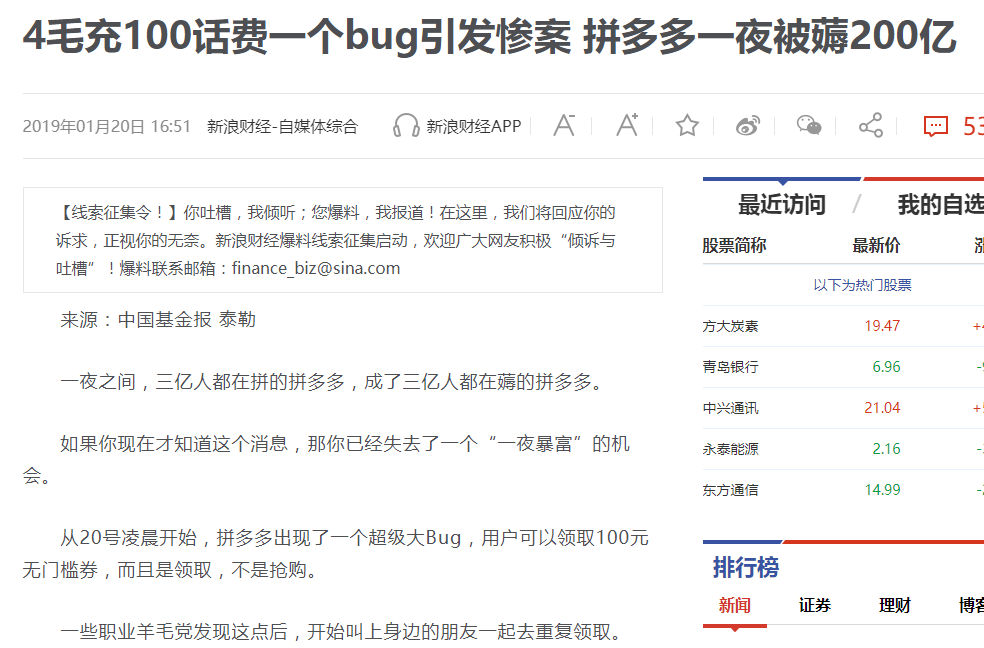 4毛充100话费一个bug引发惨案 拼多多一夜被薅200亿
2019年01月20日 16:51 新浪财经-自媒体综合 新浪财经APP A- A+ 53
【线索征集令！】你吐槽，我倾听；您爆料，我报道！在这里，我们将回应你的
诉求，正视你的无奈。新浪财经爆料线索征集启动，欢迎广大网友积极“倾诉与
吐槽”！爆料联系邮箱：finance_biz@sina.com
来源：中国基金报 泰勒
一夜之间，三亿人都在拼的拼多多，成了三亿人都在薅的拼多多。
如果你现在才知道这个消息，那你已经失去了一个“一夜暴富”的机
会。
从20号凌晨开始，拼多多出现了一个超级大Bug，用户可以领取100元
无门槛券，而且是领取，不是抢购。
一些职业羊毛党发现这点后，开始叫上身边的朋友一起去重复领取。
最近访问 / 我的自选
股票简称 最新价
以下为热门股票
方大炭素 19.47
青岛银行 6.96
中兴通讯 21.04
永泰能源 2.16
东方通信 14.99
排行榜
新闻 证券 理财 博客